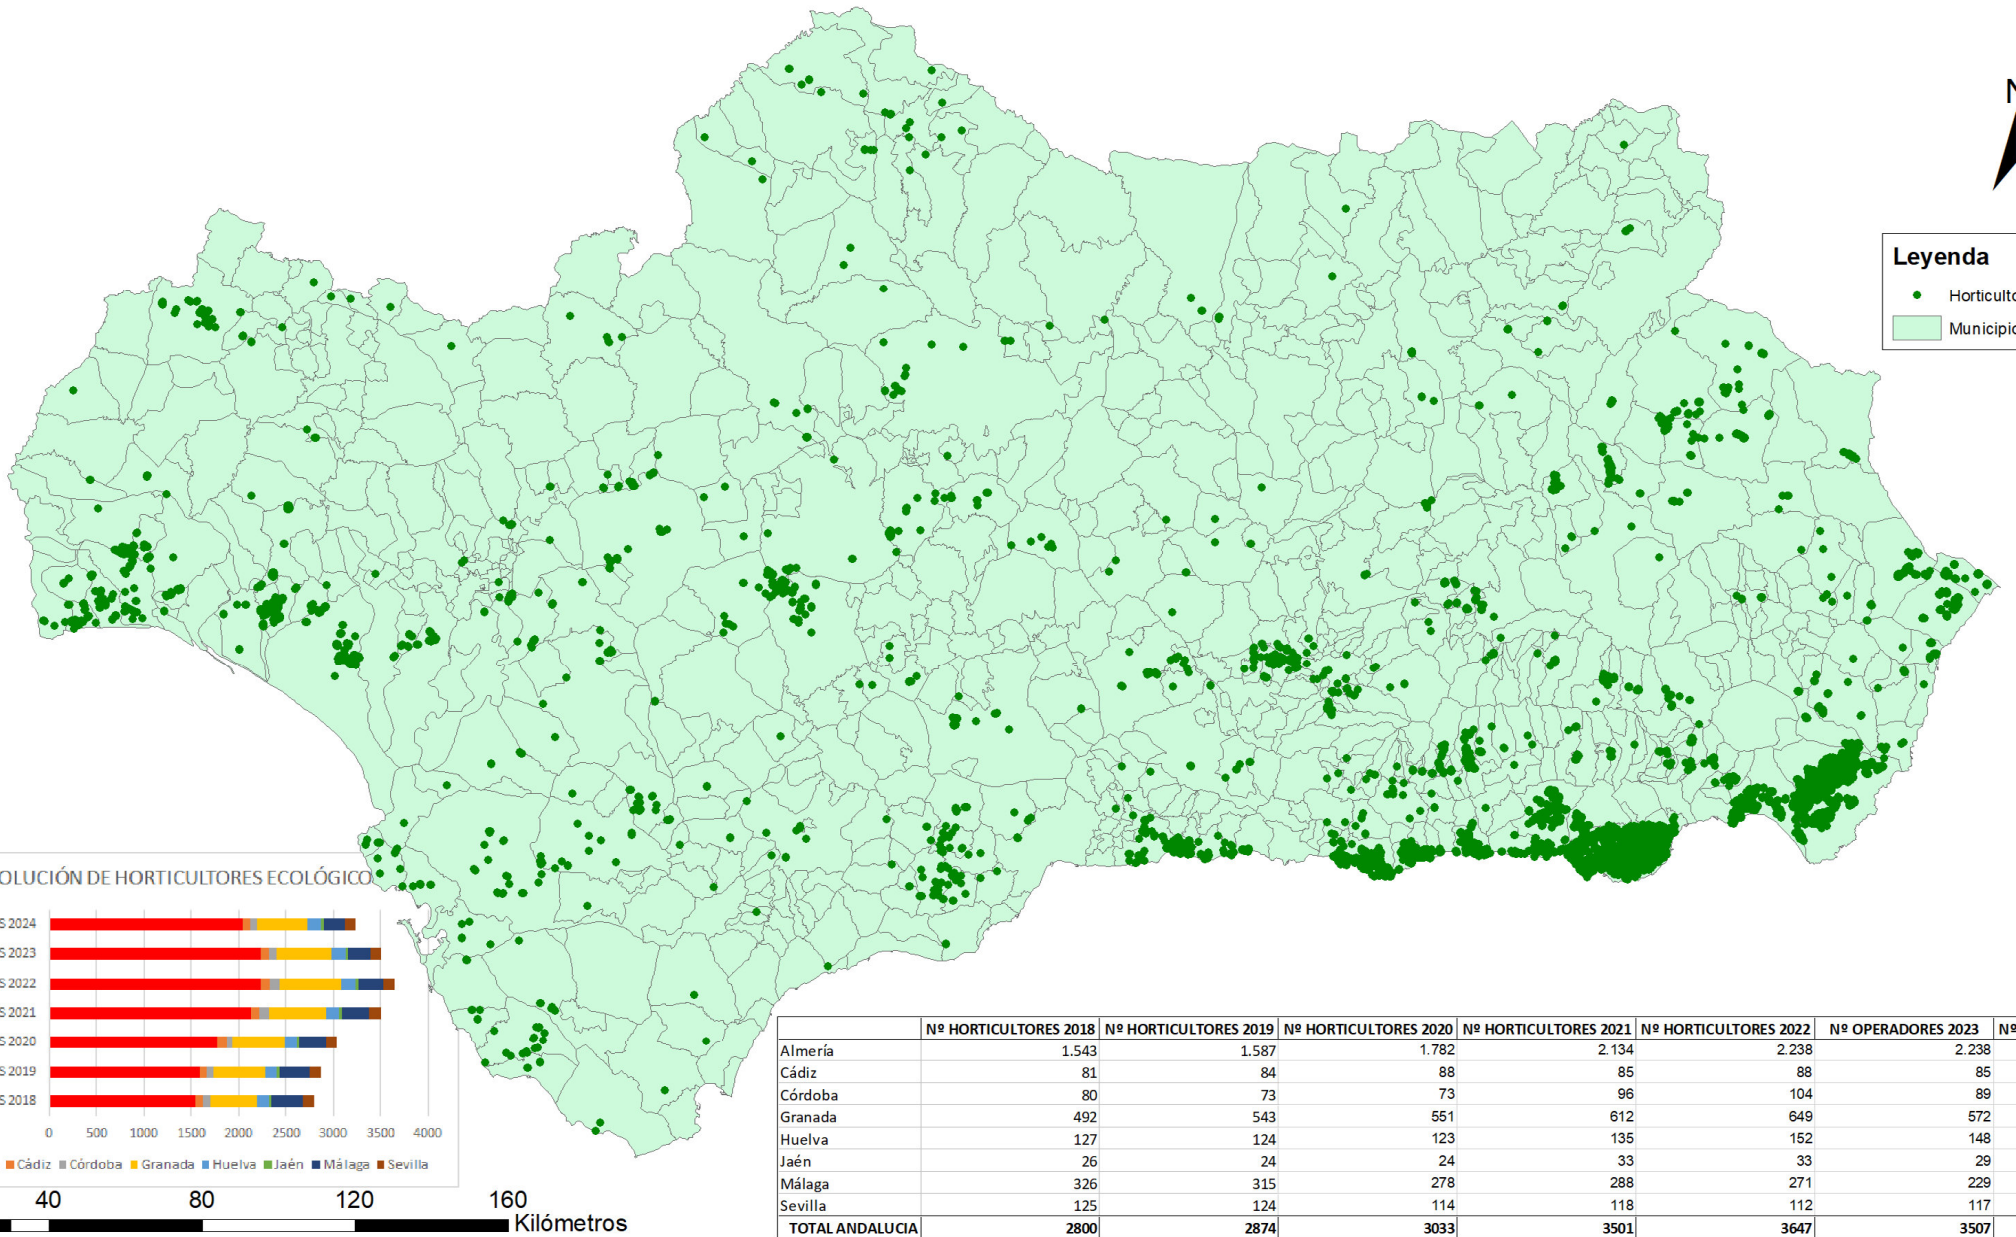 N
Leyenda
Horticulto
Municipio
OLUCIÓN DE HORTICULTORES ECOLÓGICO
S 2024
S 2023
S 2022
S 2021
S 2020
S 2019
S 2018
0 500 1000 1500 2000 2500 3000 3500 4000
Cádiz Córdoba Granada Huelva Jaén Málaga Sevilla
40 80 120 160
Kilómetros
Nº HORTICULTORES 2018 Nº HORTICULTORES 2019 Nº HORTICULTORES 2020 Nº HORTICULTORES 2021 Nº HORTICULTORES 2022 Nº OPERADORES 2023 Nº
Almería 1.543 1.587 1.782 2.134 2.238 2.238
Cádiz 81 84 88 85 88 85
Córdoba 80 73 73 96 104 89
Granada 492 543 551 612 649 572
Huelva 127 124 123 135 152 148
Jaén 26 24 24 33 33 29
Málaga 326 315 278 288 271 229
Sevilla 125 124 114 118 112 117
TOTAL ANDALUCIA 2800 2874 3033 3501 3647 3507